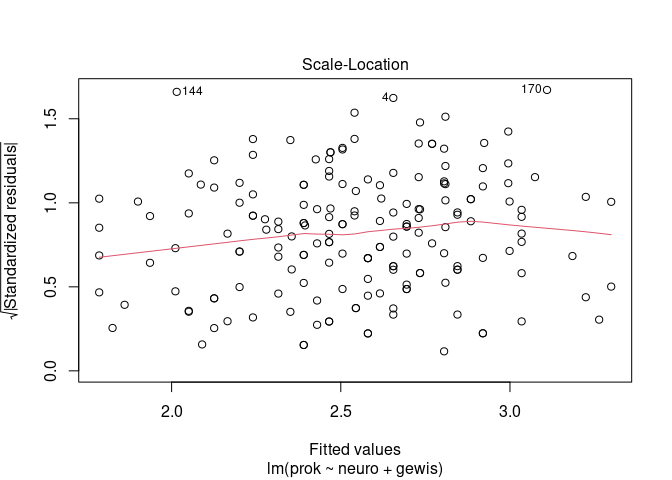 Scale-Location
√|Standardized residuals|
1.5
1.0
0.5
0.0
144
4
170
2.0
2.5
3.0
Fitted values
lm(prok ~ neuro + gewis)